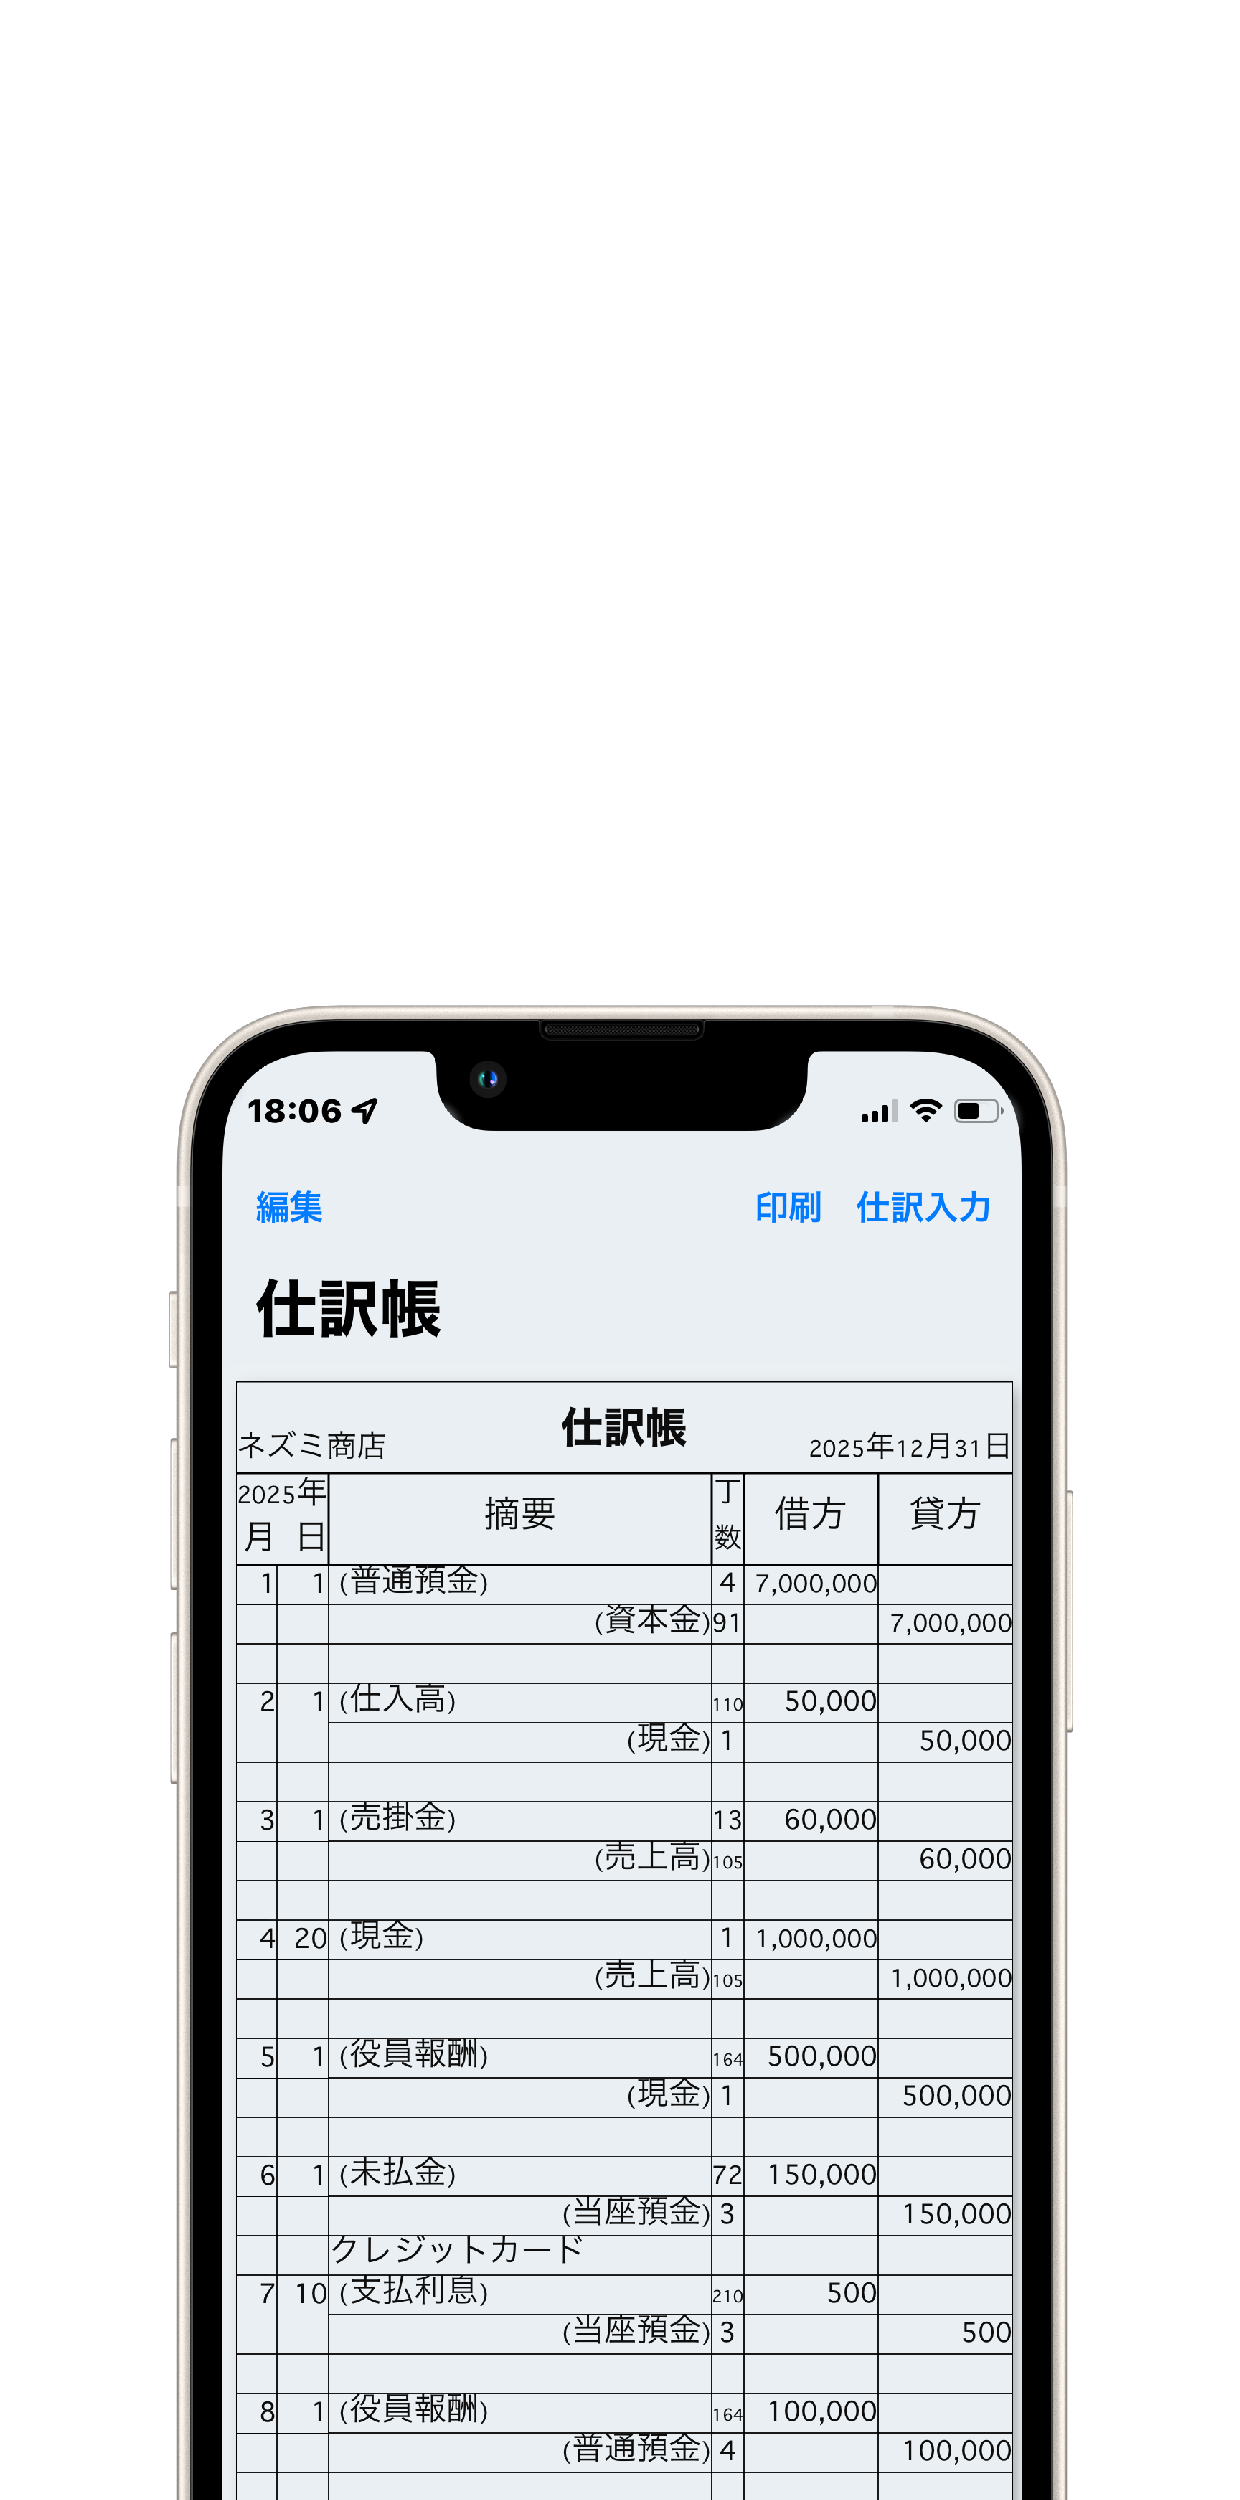 18:06
編集 印刷 仕訳入力
仕訳帳
仕訳帳
ネズミ商店 2025年12月31日
2025年 月 日 摘要 丁数 借方 貸方
1 1 (普通預金) 4 7,000,000
(資本金) 91 7,000,000
2 1 (仕入高) 110 50,000
(現金) 1 50,000
3 1 (売掛金) 13 60,000
(売上高) 105 60,000
4 20 (現金) 1 1,000,000
(売上高) 105 1,000,000
5 1 (役員報酬) 164 500,000
(現金) 1 500,000
6 1 (未払金) 72 150,000
(当座預金) 3 150,000
クレジットカード
7 10 (支払利息) 210 500
(当座預金) 3 500
8 1 (役員報酬) 164 100,000
(普通預金) 4 100,000